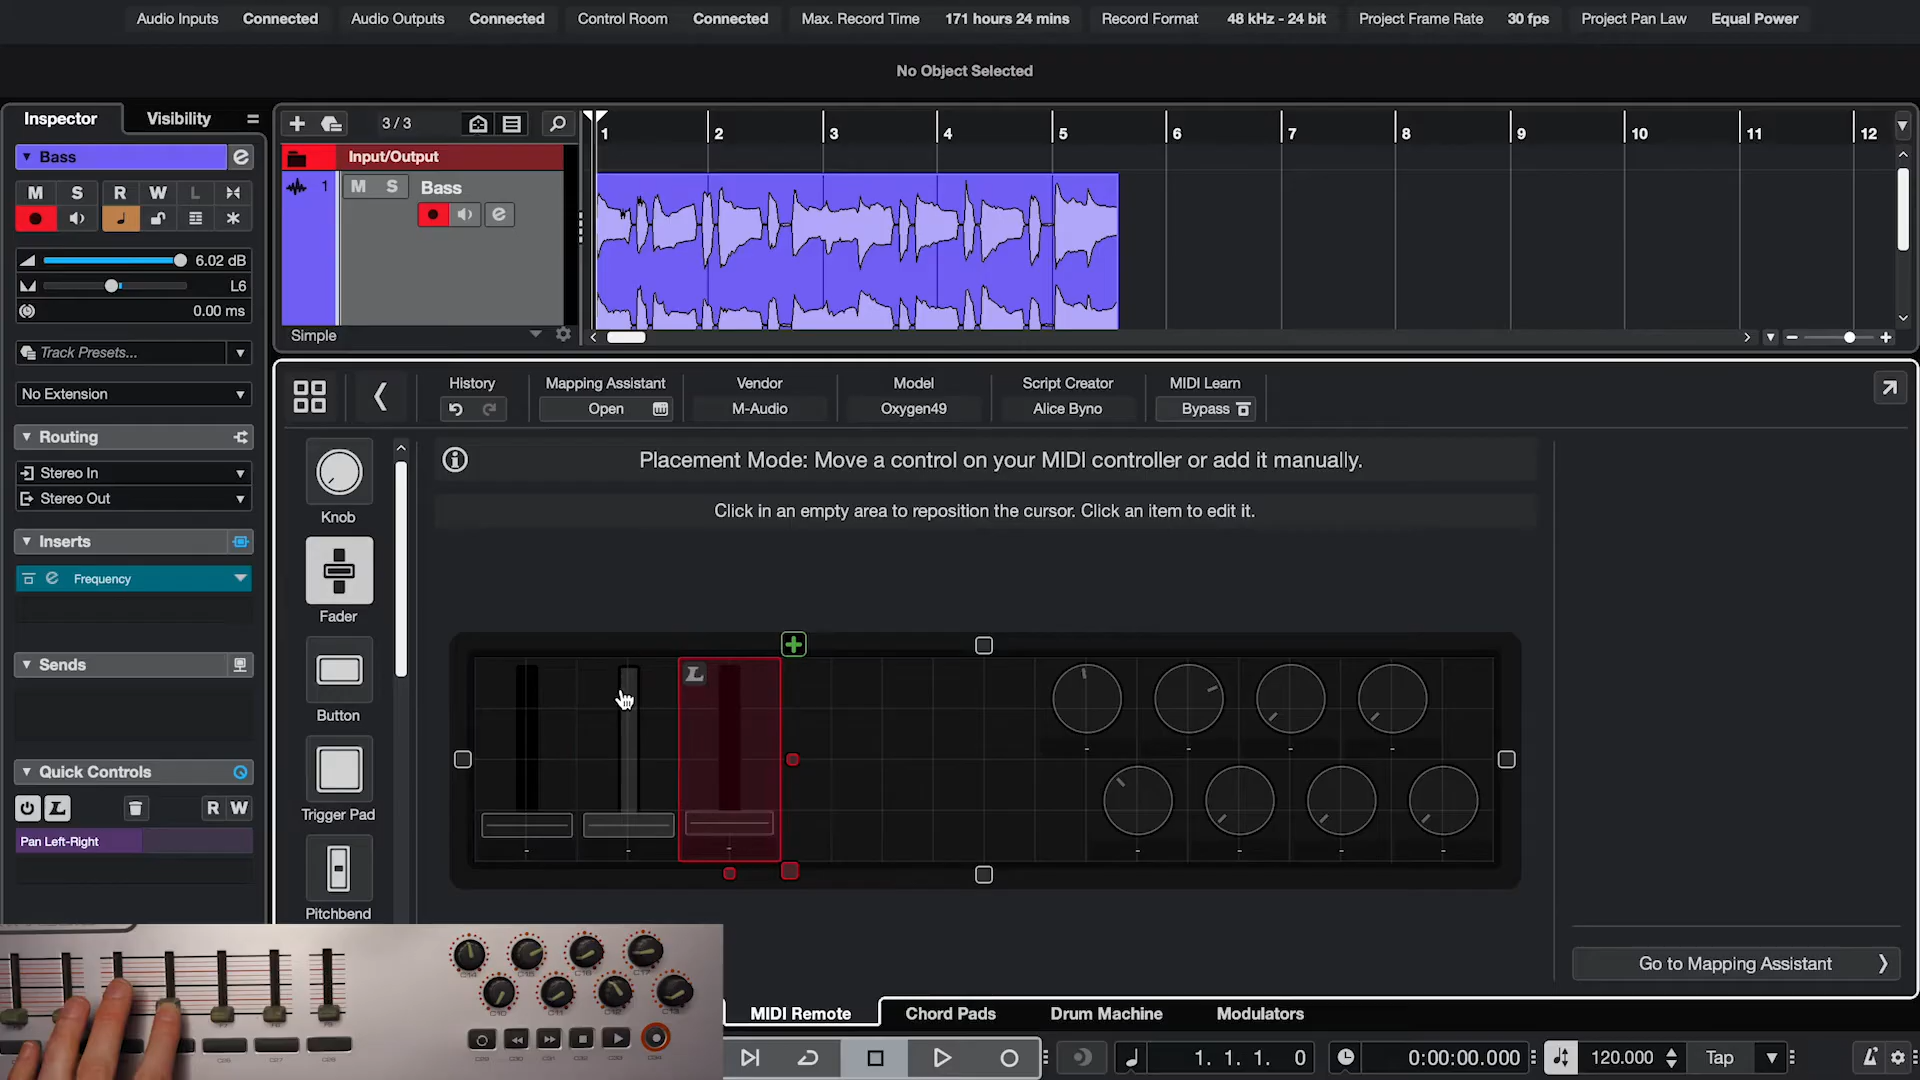 Audio Inputs Connected Audio Outputs Connected Control Room Connected Max. Record Time 171 hours 24 mins Record Format 48 kHz - 24 bit Project Frame Rate 30 fps Project Pan Law Equal Power
No Object Selected
Inspector Visibility
3 / 3
1 2 3 4 5 6 7 8 9 10 11 12
Bass
Input/Output
M S R W L
1 M S Bass
6.02 dB
L6
0.00 ms
Simple
Track Presets...
No Extension
History Mapping Assistant Vendor Model Script Creator MIDI Learn
Open M-Audio Oxygen49 Alice Byno Bypass
Routing
Stereo In
Stereo Out
Placement Mode: Move a control on your MIDI controller or add it manually.
Click in an empty area to reposition the cursor. Click an item to edit it.
Knob
Fader
Button
Trigger Pad
Pitchbend
Inserts
Frequency
Sends
L
Quick Controls
L R W
Pan Left-Right
Go to Mapping Assistant
MIDI Remote Chord Pads Drum Machine Modulators
1. 1. 1. 0 0:00:00.000 120.000 Tap